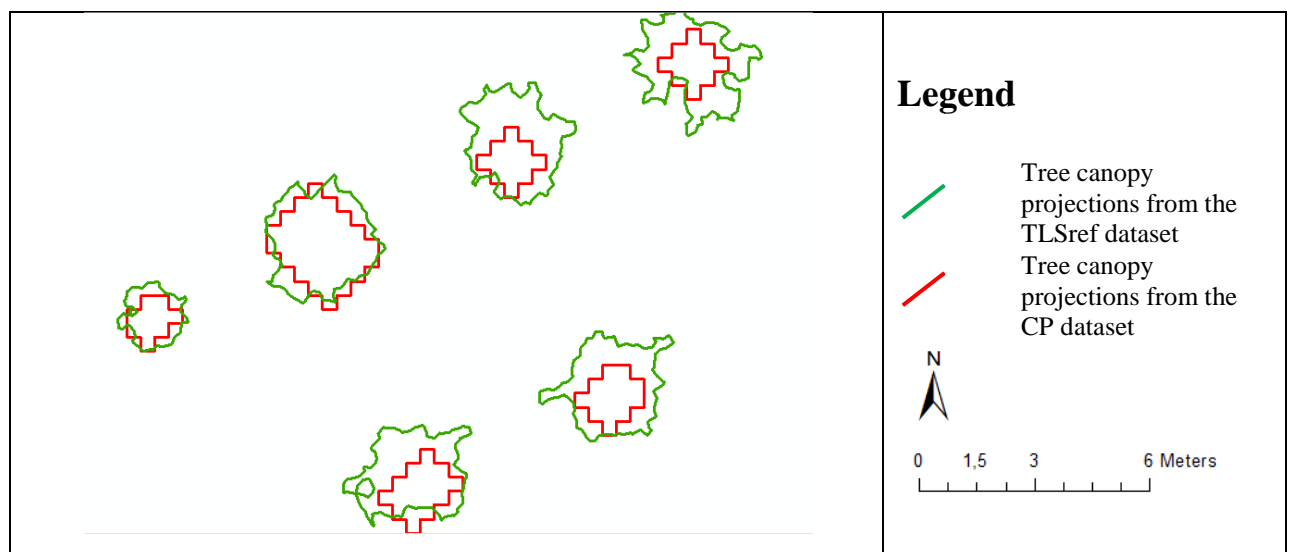 Legend
Tree canopy
projections from the
TLSref dataset
Tree canopy
projections from the
CP dataset
N
0 1,5 3 6 Meters